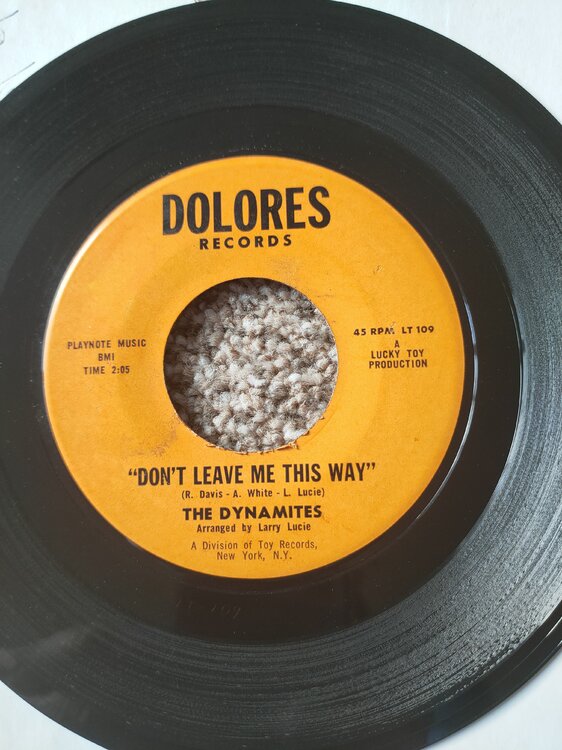 DOLORES
RECORDS
PLAYNOTE MUSIC
BMI
TIME 2:05
45 RPM LT 109
A
LUCKY TOY
PRODUCTION
"DON'T LEAVE ME THIS WAY"
(R. Davis - A. White - L. Lucie)
THE DYNAMITES
Arranged by Larry Lucie
A Division of Toy Records,
New York, N.Y.